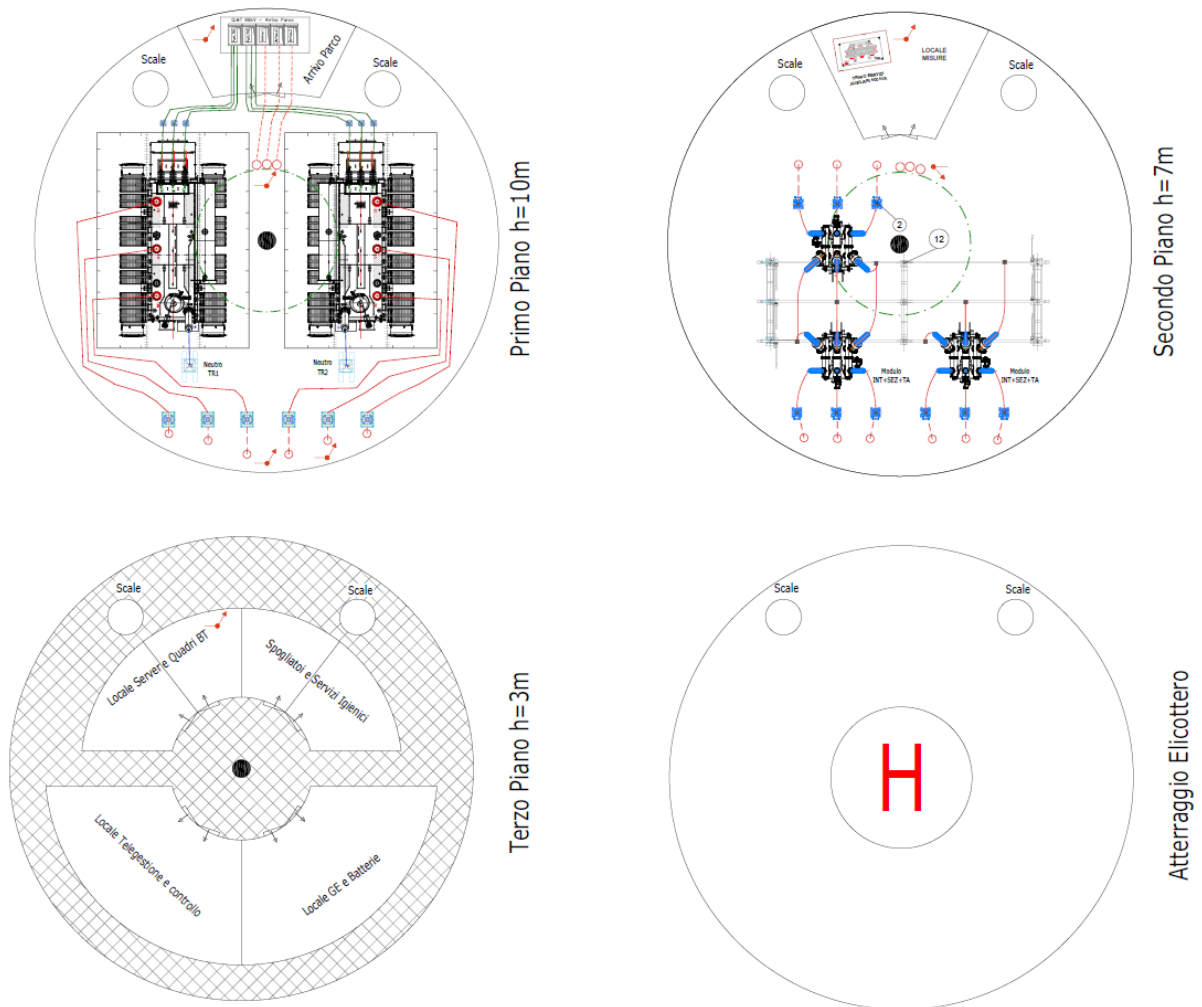 Arrivo Parco
Scale
Scale
Neutro
TR1
Neutro
TR2
Primo Piano h=10m
LOCALE
MISURE
Scale
Scale
2
12
Modulo
INT+SEZ+TA
Modulo
INT+SEZ+TA
Secondo Piano h=7m
Scale
Scale
Locale Server e Quadri BT
Spogliatoi e Servizi Igienici
Locale Telegestione e controllo
Locale GE e Batterie
Terzo Piano h=3m
Scale
Scale
H
Atterraggio Elicottero